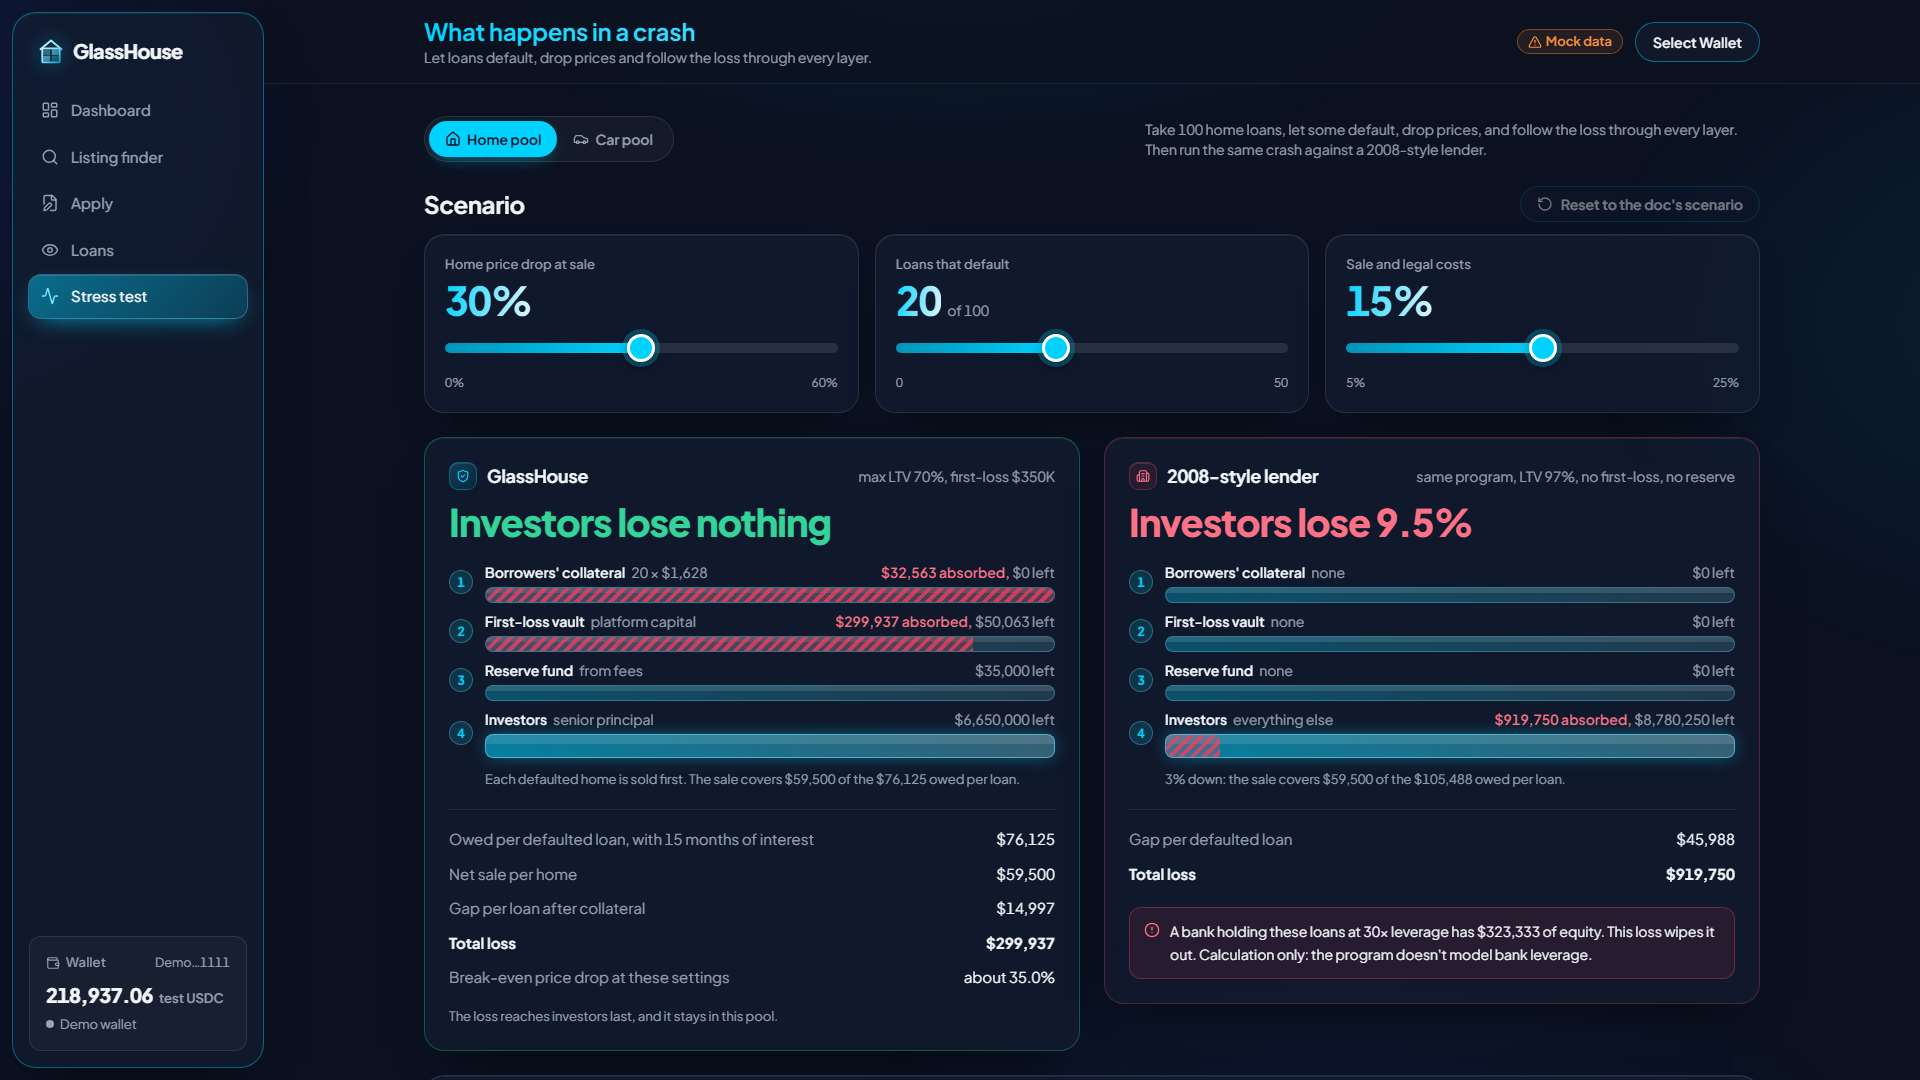 GlassHouse
Dashboard
Listing finder
Apply
Loans
Stress test
Wallet Demo...1111
218,937.06 test USDC
Demo wallet
What happens in a crash
Let loans default, drop prices and follow the loss through every layer.
Mock data
Select Wallet
Home pool
Car pool
Take 100 home loans, let some default, drop prices, and follow the loss through every layer.
Then run the same crash against a 2008-style lender.
Scenario
Reset to the doc's scenario
Home price drop at sale
30%
0% 60%
Loans that default
20 of 100
0 50
Sale and legal costs
15%
5% 25%
GlassHouse max LTV 70%, first-loss $350K
Investors lose nothing
1 Borrowers' collateral 20 × $1,628 $32,563 absorbed, $0 left
2 First-loss vault platform capital $299,937 absorbed, $50,063 left
3 Reserve fund from fees $35,000 left
4 Investors senior principal $6,650,000 left
Each defaulted home is sold first. The sale covers $59,500 of the $76,125 owed per loan.
Owed per defaulted loan, with 15 months of interest $76,125
Net sale per home $59,500
Gap per loan after collateral $14,997
Total loss $299,937
Break-even price drop at these settings about 35.0%
The loss reaches investors last, and it stays in this pool.
2008-style lender same program, LTV 97%, no first-loss, no reserve
Investors lose 9.5%
1 Borrowers' collateral none $0 left
2 First-loss vault none $0 left
3 Reserve fund none $0 left
4 Investors everything else $919,750 absorbed, $8,780,250 left
3% down: the sale covers $59,500 of the $105,488 owed per loan.
Gap per defaulted loan $45,988
Total loss $919,750
A bank holding these loans at 30× leverage has $323,333 of equity. This loss wipes it
out. Calculation only: the program doesn't model bank leverage.